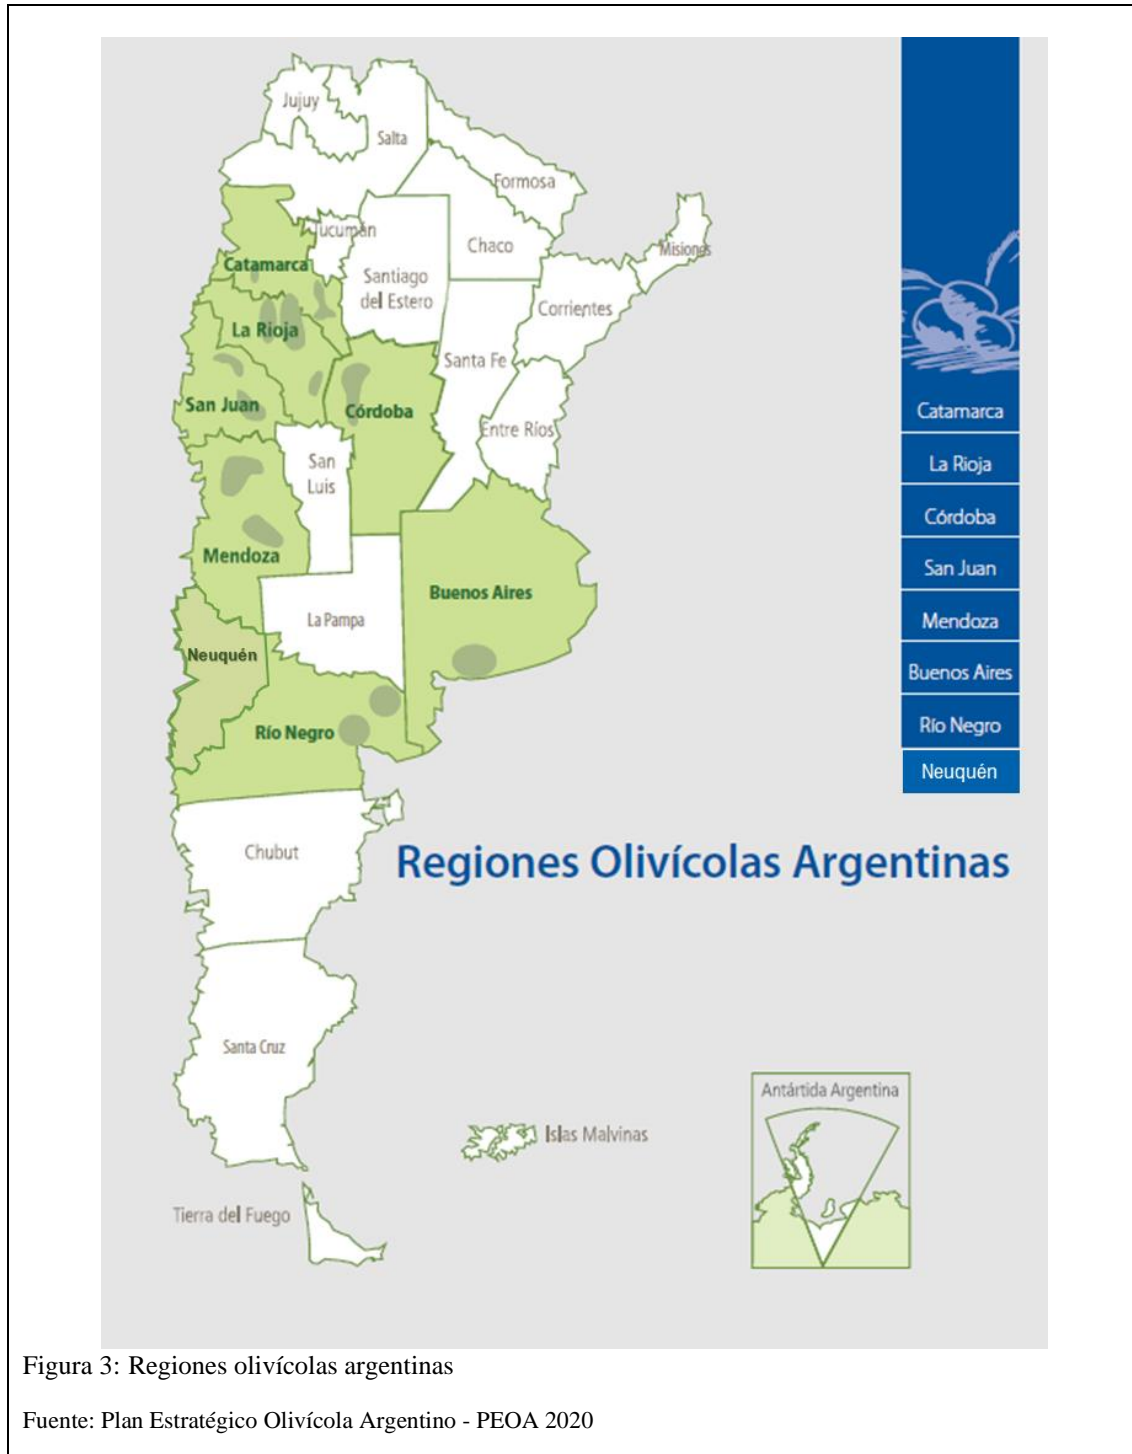 Jujuy
Salta
Formosa
Tucumán
Chaco
Misiones
Catamarca
Santiago
del Estero
Corrientes
La Rioja
Santa Fe
San Juan
Córdoba
Entre Ríos
San
Luis
Mendoza
Buenos Aires
La Pampa
Neuquén
Río Negro
Chubut
Santa Cruz
Islas Malvinas
Tierra del Fuego
Antártida Argentina
Catamarca
La Rioja
Córdoba
San Juan
Mendoza
Buenos Aires
Río Negro
Neuquén
Regiones Olivícolas Argentinas
Figura 3: Regiones olivícolas argentinas
Fuente: Plan Estratégico Olivícola Argentino - PEOA 2020